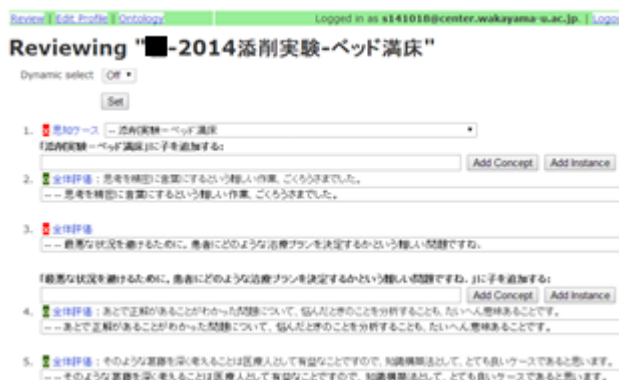 Review | Edit Profile | Ontology
Logged in as s141018@center.wakayama-u.ac.jp. | Logou
Reviewing "-2014添削実験-ベッド満床"
Dynamic select Off
Set
1. 思知ケース -- 添削実験-ベッド満床
「添削実験-ベッド満床」に子を追加する:
Add Concept Add Instance
2. 全体評価:思考を精密に言葉にするという難しい作業、ごくろうさまでした。
-- -- 思考を精密に言葉にするという難しい作業、ごくろうさまでした。
3. 全体評価
-- -- 最悪な状況を避けるために。患者にどのような治療プランを決定するかという難しい問題ですね。
「最悪な状況を避けるために。患者にどのような治療プランを決定するかという難しい問題ですね。」に子を追加する:
Add Concept Add Instance
4. 全体評価:あとで正解があることがわかった問題について、悩んだときのことを分析することも、たいへん意味あることです。
-- -- あとで正解があることがわかった問題について、悩んだときのことを分析することも、たいへん意味あることです。
5. 全体評価:そのような葛藤を深く考えることは医療人として有益なことですので、知識構築法として、とても良いケースであると思います。
-- -- そのような葛藤を深く考えることは医療人として有益なことですので、知識構築法として、とても良いケースであると思います。